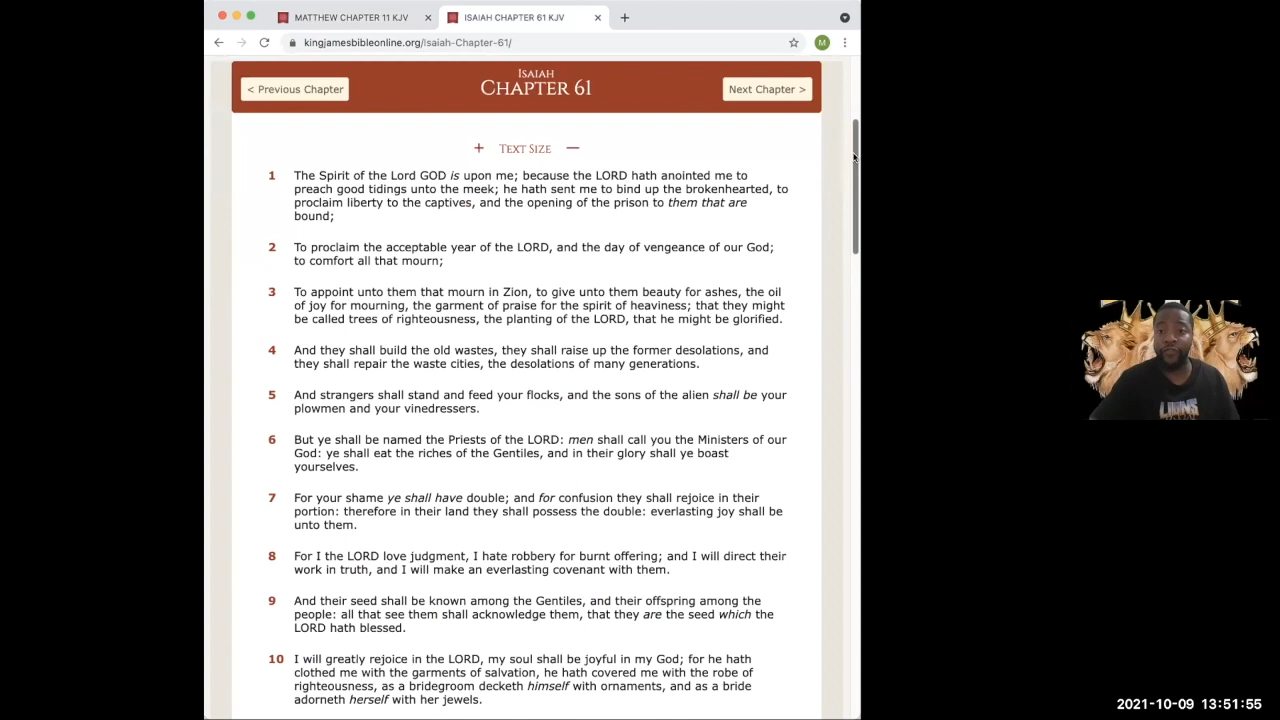 MATTHEW CHAPTER 11 KJV
ISAIAH CHAPTER 61 KJV
kingjamesbibleonline.org/Isaiah-Chapter-61/
M
ISAIAH
< Previous Chapter
CHAPTER 61
Next Chapter >
+ TEXT SIZE —
1 The Spirit of the Lord GOD is upon me; because the LORD hath anointed me to
preach good tidings unto the meek; he hath sent me to bind up the brokenhearted, to
proclaim liberty to the captives, and the opening of the prison to them that are
bound;
2 To proclaim the acceptable year of the LORD, and the day of vengeance of our God;
to comfort all that mourn;
3 To appoint unto them that mourn in Zion, to give unto them beauty for ashes, the oil
of joy for mourning, the garment of praise for the spirit of heaviness; that they might
be called trees of righteousness, the planting of the LORD, that he might be glorified.
4 And they shall build the old wastes, they shall raise up the former desolations, and
they shall repair the waste cities, the desolations of many generations.
5 And strangers shall stand and feed your flocks, and the sons of the alien shall be your
plowmen and your vinedressers.
6 But ye shall be named the Priests of the LORD: men shall call you the Ministers of our
God: ye shall eat the riches of the Gentiles, and in their glory shall ye boast
yourselves.
7 For your shame ye shall have double; and for confusion they shall rejoice in their
portion: therefore in their land they shall possess the double: everlasting joy shall be
unto them.
8 For I the LORD love judgment, I hate robbery for burnt offering; and I will direct their
work in truth, and I will make an everlasting covenant with them.
9 And their seed shall be known among the Gentiles, and their offspring among the
people: all that see them shall acknowledge them, that they are the seed which the
LORD hath blessed.
10 I will greatly rejoice in the LORD, my soul shall be joyful in my God; for he hath
clothed me with the garments of salvation, he hath covered me with the robe of
righteousness, as a bridegroom decketh himself with ornaments, and as a bride
adorneth herself with her jewels.
LIONS
2021-10-09 13:51:55